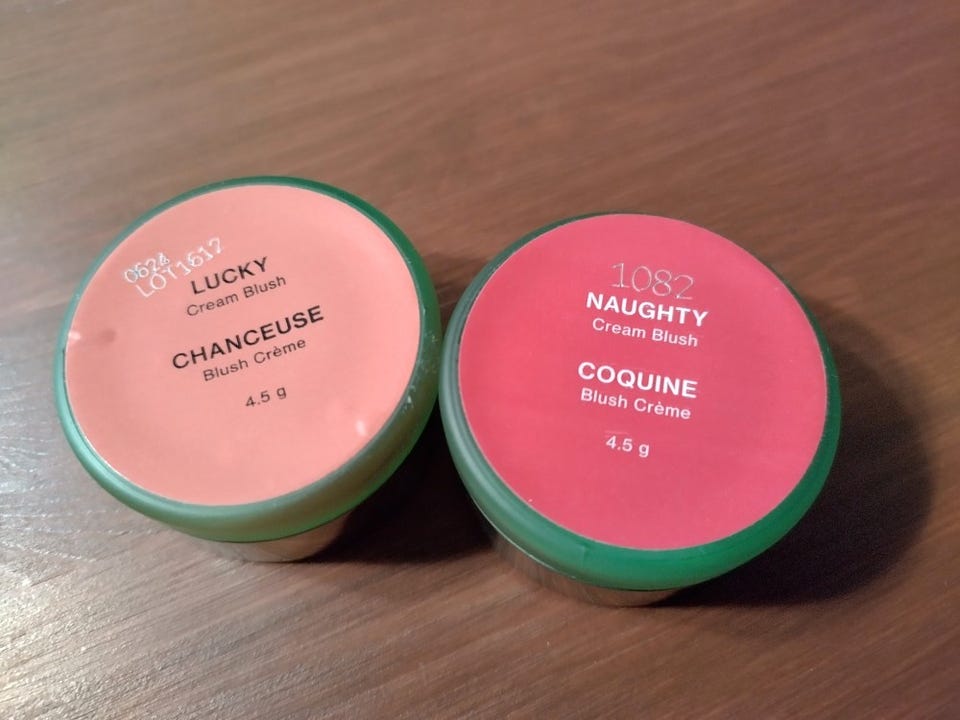 0624
LOT1617
LUCKY
Cream Blush
CHANCEUSE
Blush Crème
4.5 g
1082
NAUGHTY
Cream Blush
COQUINE
Blush Crème
4.5 g